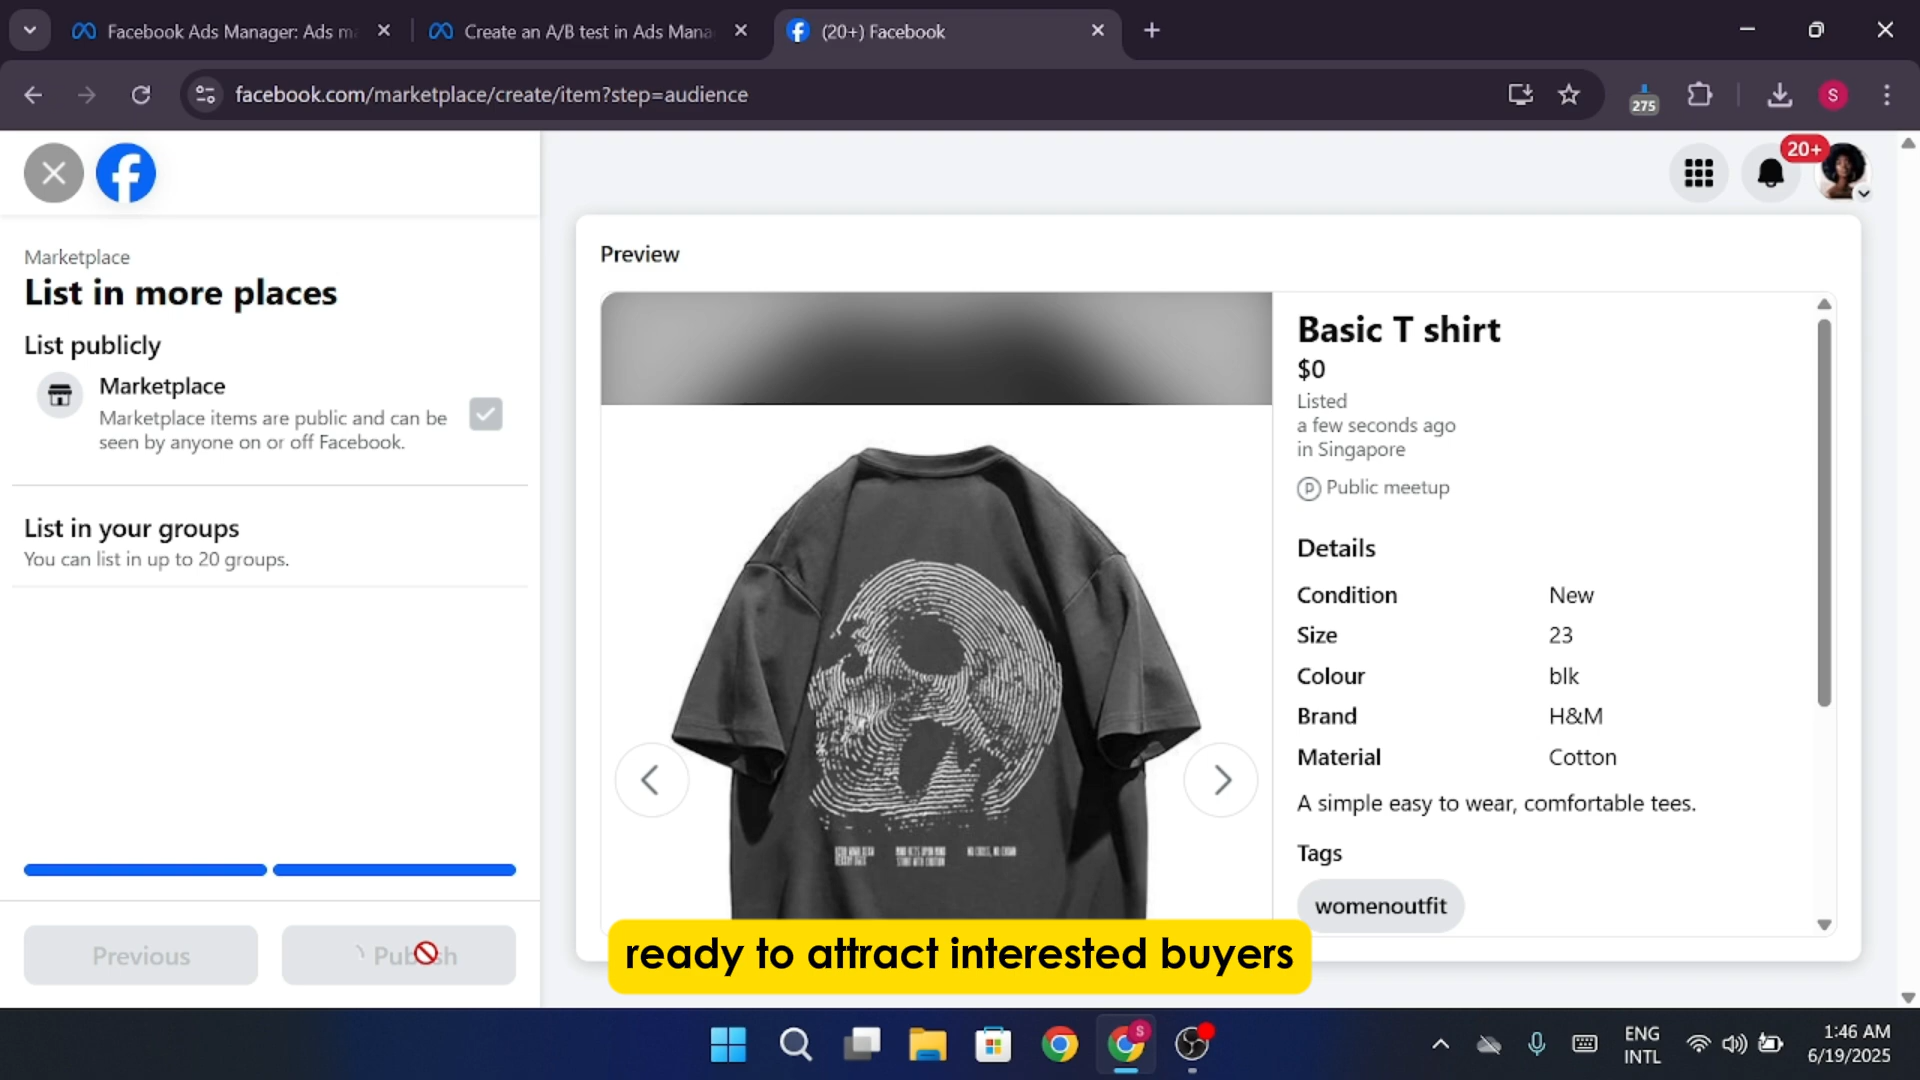 Facebook Ads Manager: Ads ma
Create an A/B test in Ads Mana
(20+) Facebook
facebook.com/marketplace/create/item?step=audience
275
S
20+
Marketplace
List in more places
List publicly
Marketplace
Marketplace items are public and can be
seen by anyone on or off Facebook.
List in your groups
You can list in up to 20 groups.
Previous
Publish
Preview
Basic T shirt
$0
Listed
a few seconds ago
in Singapore
Public meetup
Details
Condition New
Size 23
Colour blk
Brand H&M
Material Cotton
A simple easy to wear, comfortable tees.
Tags
womenoutfit
ready to attract interested buyers
S
ENG
INTL
1:46 AM
6/19/2025